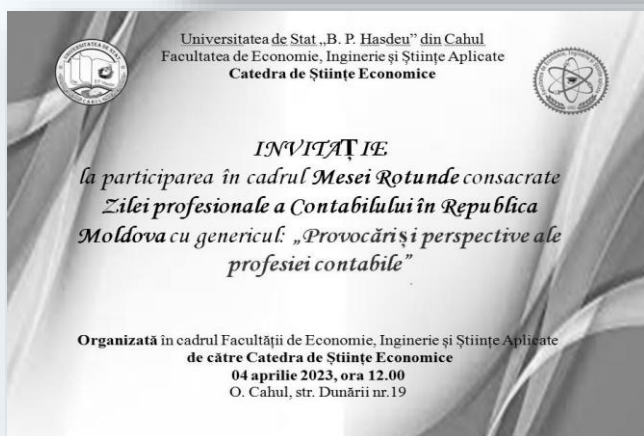 Universitatea de Stat „B. P. Hasdeu” din Cahul
Facultatea de Economie, Inginerie și Științe Aplicate
Catedra de Științe Economice
INVITAȚIE
la participarea în cadrul Mesei Rotunde consacrate
Zilei profesionale a Contabilului în Republica
Moldova cu genericul: „Provocări și perspective ale
profesiei contabile”
Organizată în cadrul Facultății de Economie, Inginerie și Științe Aplicate
de către Catedra de Științe Economice
04 aprilie 2023, ora 12.00
O. Cahul, str. Dunării nr.19